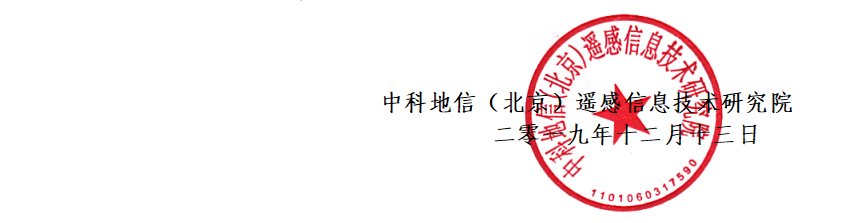 中科地信（北京）遥感信息技术研究院
二零一九年十二月十三日
中科地信(北京)遥感信息技术研究院
1101060317590